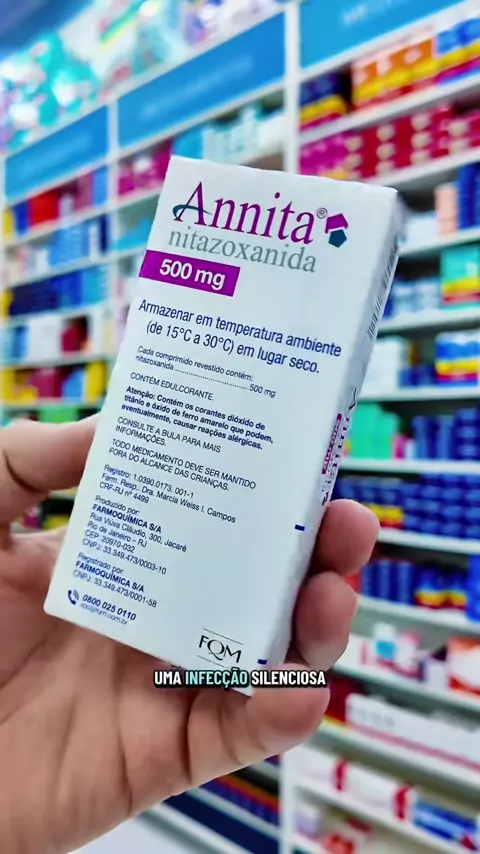 Annita®
nitazoxanida
500 mg
Armazenar em temperatura ambiente
(de 15°C a 30°C) em lugar seco.
Cada comprimido revestido contém:
nitazoxanida .......................... 500 mg
CONTÉM EDULCORANTE.
Atenção: Contém os corantes dióxido de
titânio e óxido de ferro amarelo que podem,
eventualmente, causar reações alérgicas.
CONSULTE A BULA PARA MAIS
INFORMAÇÕES.
TODO MEDICAMENTO DEVE SER MANTIDO
FORA DO ALCANCE DAS CRIANÇAS.
Registro: 1.0390.0173. 001-1
Farm. Resp.: Dra. Marcia Weiss I. Campos
CRF-RJ nº 4499
Produzido por:
FARMOQUÍMICA S/A
Rua Viúva Cláudio, 300, Jacaré
Rio de Janeiro - RJ
CEP: 20970-032
CNPJ: 33.349.473/0003-10
Registrado por:
FARMOQUÍMICA S/A
CNPJ: 33.349.473/0001-58
0800 025 0110
FQM
UMA INFECÇÃO SILENCIOSA